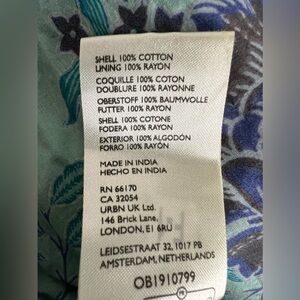 SHELL 100% COTTON
LINING 100% RAYON
COQUILLE 100% COTON
DOUBLURE 100% RAYONNE
OBERSTOFF 100% BAUMWOLLE
FUTTER 100% RAYON
SHELL 100% COTONE
FODERA 100% RAYON
EXTERIOR 100% ALGODÓN
FORRO 100% RAYÓN
MADE IN INDIA
HECHO EN INDIA
RN 66170
CA 32054
URBN UK Ltd.
146 Brick Lane,
LONDON, E1 6RU
LEIDSESTRAAT 32, 1017 PB
AMSTERDAM, NETHERLANDS
OB1910799